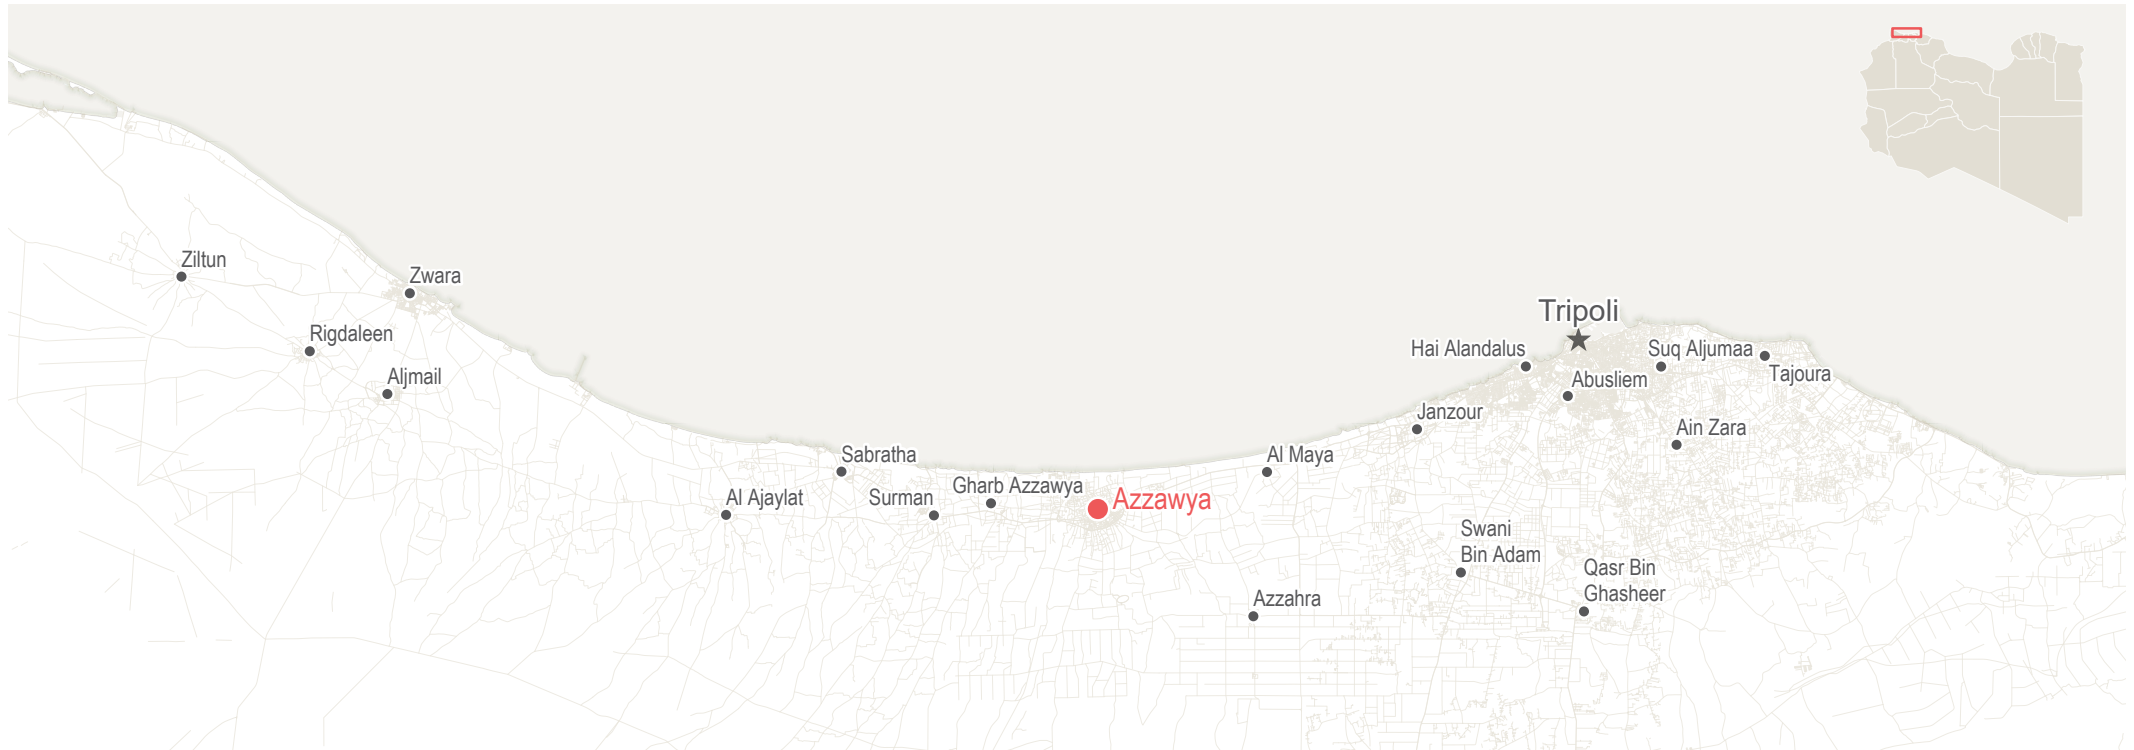 Ziltun
Zwara
Rigdaleen
Aljmail
Tripoli
Hai Alandalus
Suq Aljumaa
Tajoura
Abusliem
Janzour
Ain Zara
Sabratha
Al Maya
Al Ajaylat
Surman
Gharb Azzawya
Azzawya
Swani
Bin Adam
Qasr Bin
Ghasheer
Azzahra